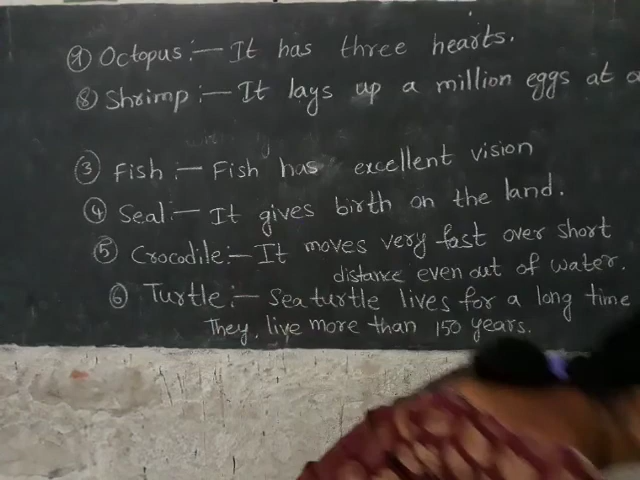 ① Octopus:— It has three hearts.
⑧ Shrimp:— It lays up a million eggs at
③ Fish:— Fish has excellent vision
④ Seal:— It gives birth on the land.
⑤ Crocodile:— It moves very fast over short
distance even out of water.
⑥ Turtle:— Sea turtle lives for a long time
They, live more than 150 years.